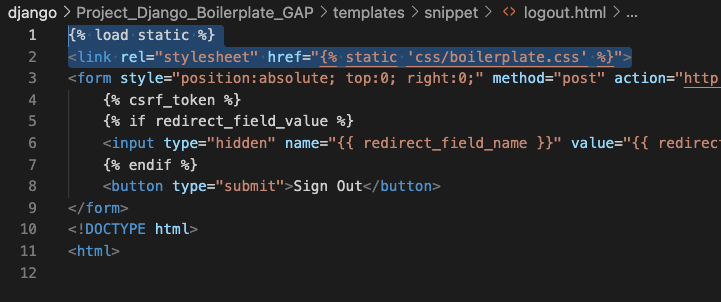 django > Project_Django_Boilerplate_GAP > templates > snippet > <> logout.html > ...
1 {% load static %}
2 <link rel="stylesheet" href="{% static 'css/boilerplate.css' %}">
3 <form style="position:absolute; top:0; right:0;" method="post" action="http
4 {% csrf_token %}
5 {% if redirect_field_value %}
6 <input type="hidden" name="{{ redirect_field_name }}" value="{{ redirect
7 {% endif %}
8 <button type="submit">Sign Out</button>
9 </form>
10 <!DOCTYPE html>
11 <html>
12